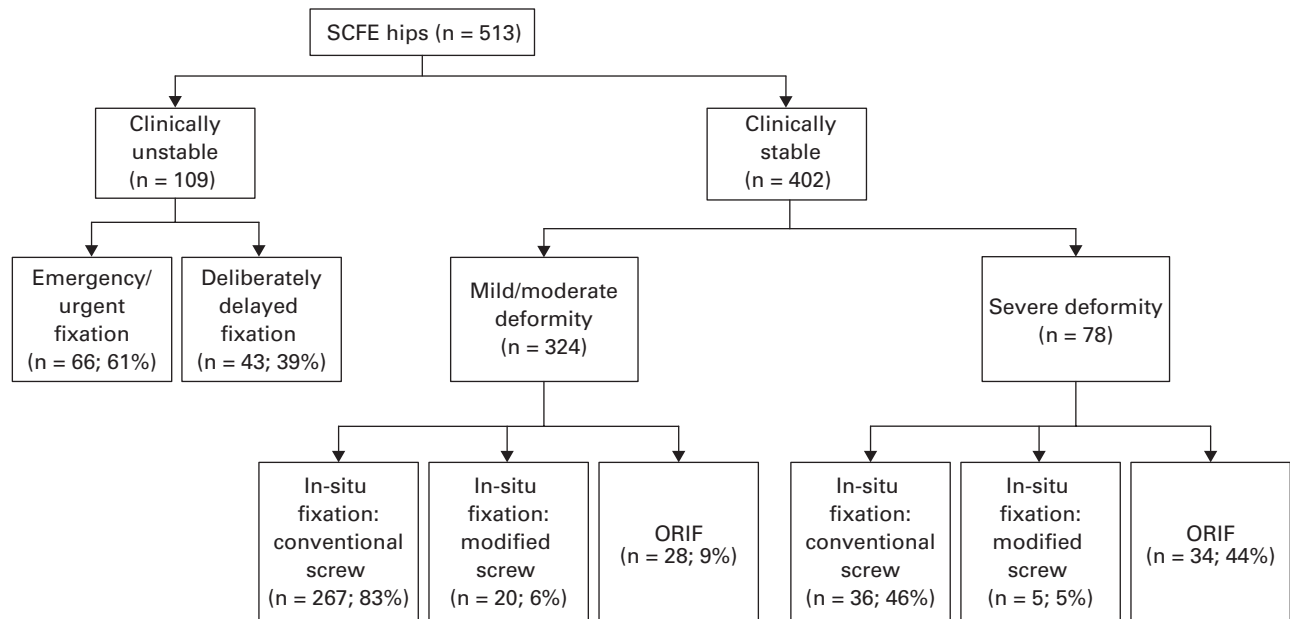 SCFE hips (n = 513)
Clinically
unstable
(n = 109)
Clinically
stable
(n = 402)
Emergency/
urgent
fixation
(n = 66; 61%)
Deliberately
delayed
fixation
(n = 43; 39%)
Mild/moderate
deformity
(n = 324)
Severe deformity
(n = 78)
In-situ
fixation:
conventional
screw
(n = 267; 83%)
In-situ
fixation:
modified
screw
(n = 20; 6%)
ORIF
(n = 28; 9%)
In-situ
fixation:
conventional
screw
(n = 36; 46%)
In-situ
fixation:
modified
screw
(n = 5; 5%)
ORIF
(n = 34; 44%)